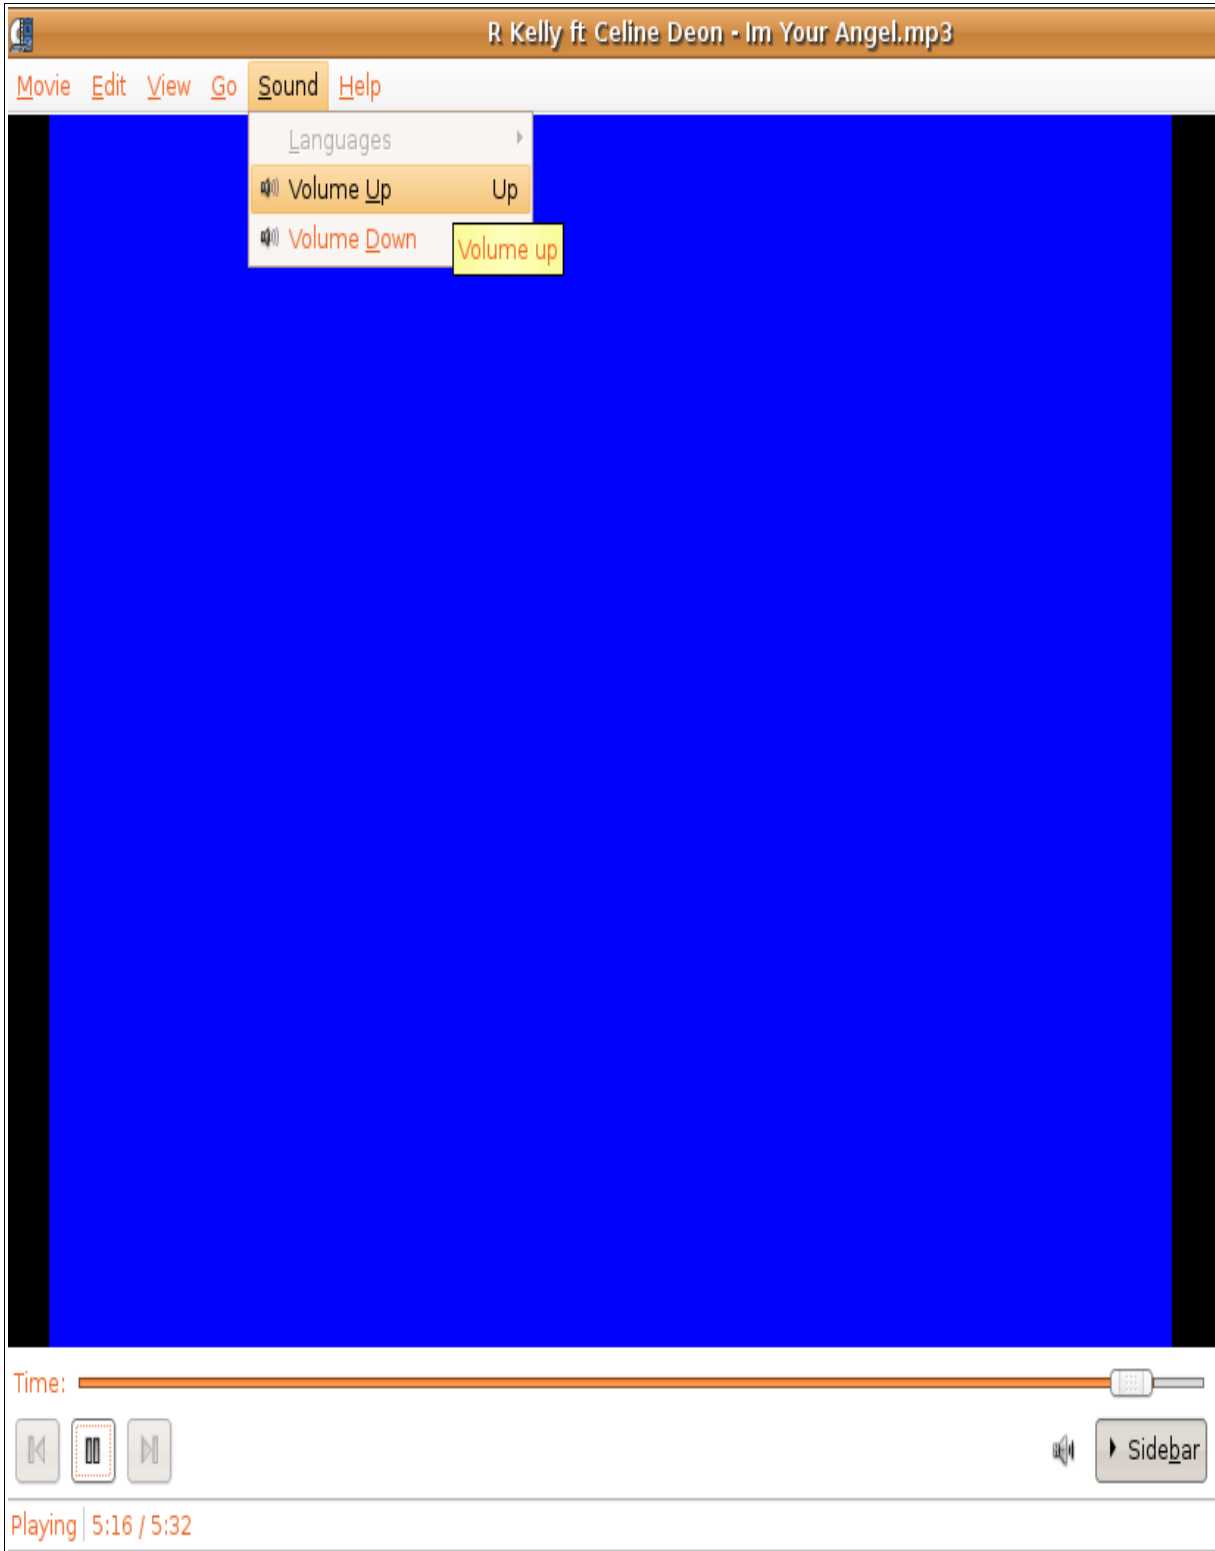 R Kelly ft Celine Deon - Im Your Angel.mp3
Movie Edit View Go Sound Help
Languages
Volume Up Up
Volume Down
Volume up
Time:
Sidebar
Playing 5:16 / 5:32